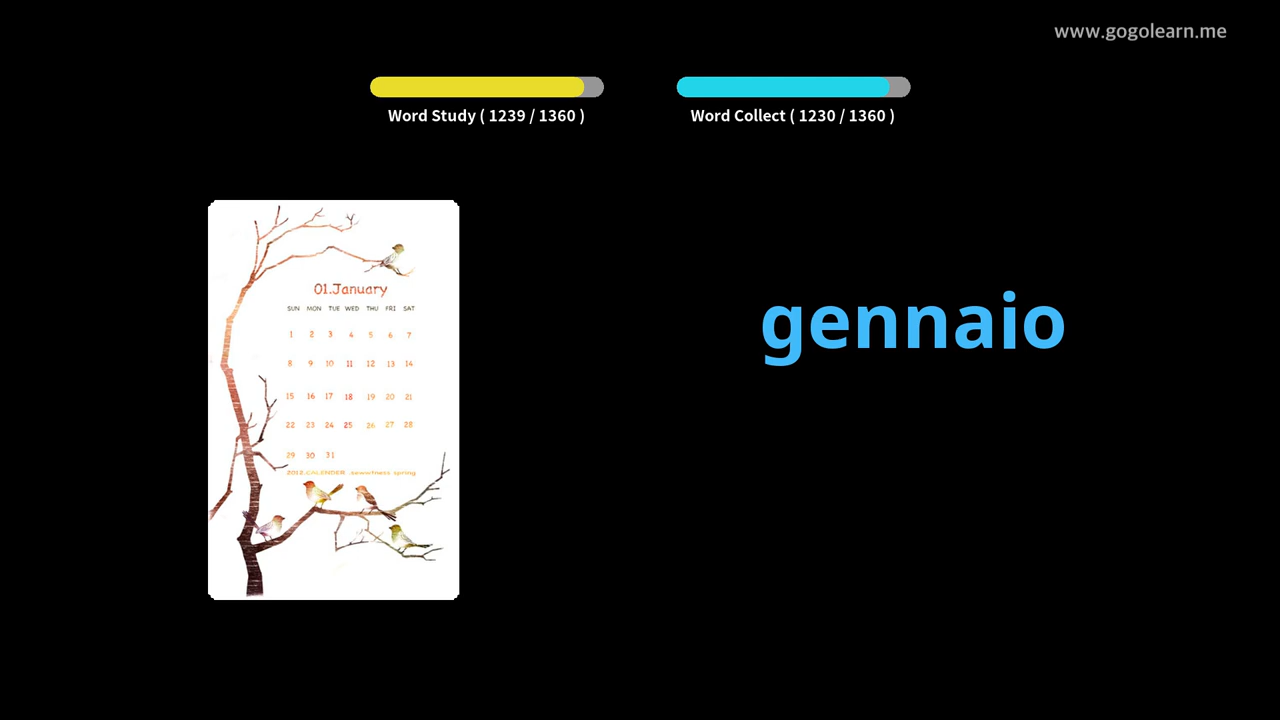 www.gogolearn.me
Word Study ( 1239 / 1360 )
Word Collect ( 1230 / 1360 )
gennaio
01.January
SUN MON TUE WED THU FRI SAT
1 2 3 4 5 6 7
8 9 10 11 12 13 14
15 16 17 18 19 20 21
22 23 24 25 26 27 28
29 30 31
CALENDER
spring